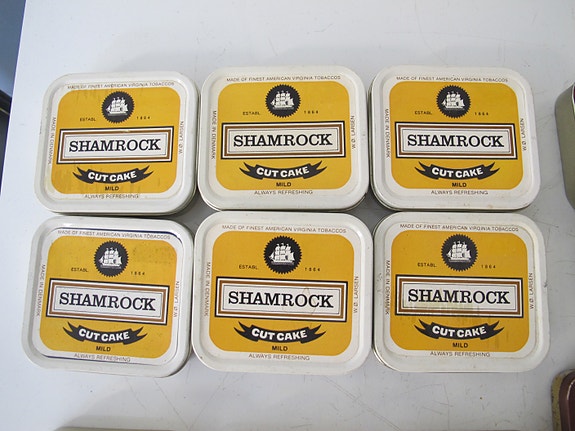 MADE OF FINEST AMERICAN VIRGINIA TOBACCOS
ESTABL. 1864
MADE IN DENMARK
SHAMROCK
W.Ø. LARSEN
CUT CAKE
MILD
ALWAYS REFRESHING
MADE OF FINEST AMERICAN VIRGINIA TOBACCOS
ESTABL. 1864
MADE IN DENMARK
SHAMROCK
W.Ø. LARSEN
CUT CAKE
MILD
ALWAYS REFRESHING
MADE OF FINEST AMERICAN VIRGINIA TOBACCOS
ESTABL. 1864
MADE IN DENMARK
SHAMROCK
W.Ø. LARSEN
CUT CAKE
MILD
ALWAYS REFRESHING
MADE OF FINEST AMERICAN VIRGINIA TOBACCOS
ESTABL. 1864
MADE IN DENMARK
SHAMROCK
W.Ø. LARSEN
CUT CAKE
MILD
ALWAYS REFRESHING
MADE OF FINEST AMERICAN VIRGINIA TOBACCOS
ESTABL. 1864
MADE IN DENMARK
SHAMROCK
W.Ø. LARSEN
CUT CAKE
MILD
ALWAYS REFRESHING
MADE OF FINEST AMERICAN VIRGINIA TOBACCOS
ESTABL. 1864
MADE IN DENMARK
SHAMROCK
W.Ø. LARSEN
CUT CAKE
MILD
ALWAYS REFRESHING